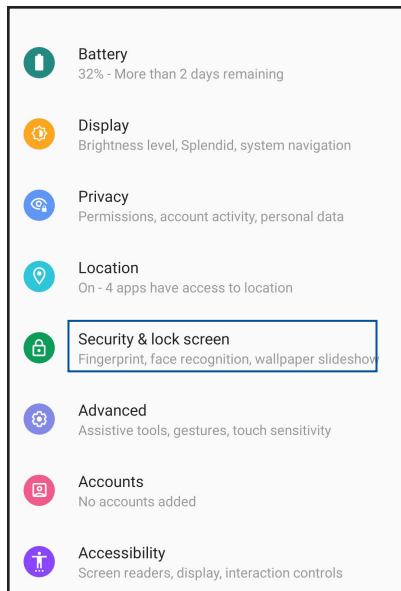 Battery
32% - More than 2 days remaining
Display
Brightness level, Splendid, system navigation
Privacy
Permissions, account activity, personal data
Location
On - 4 apps have access to location
Security & lock screen
Fingerprint, face recognition, wallpaper slideshow
Advanced
Assistive tools, gestures, touch sensitivity
Accounts
No accounts added
Accessibility
Screen readers, display, interaction controls